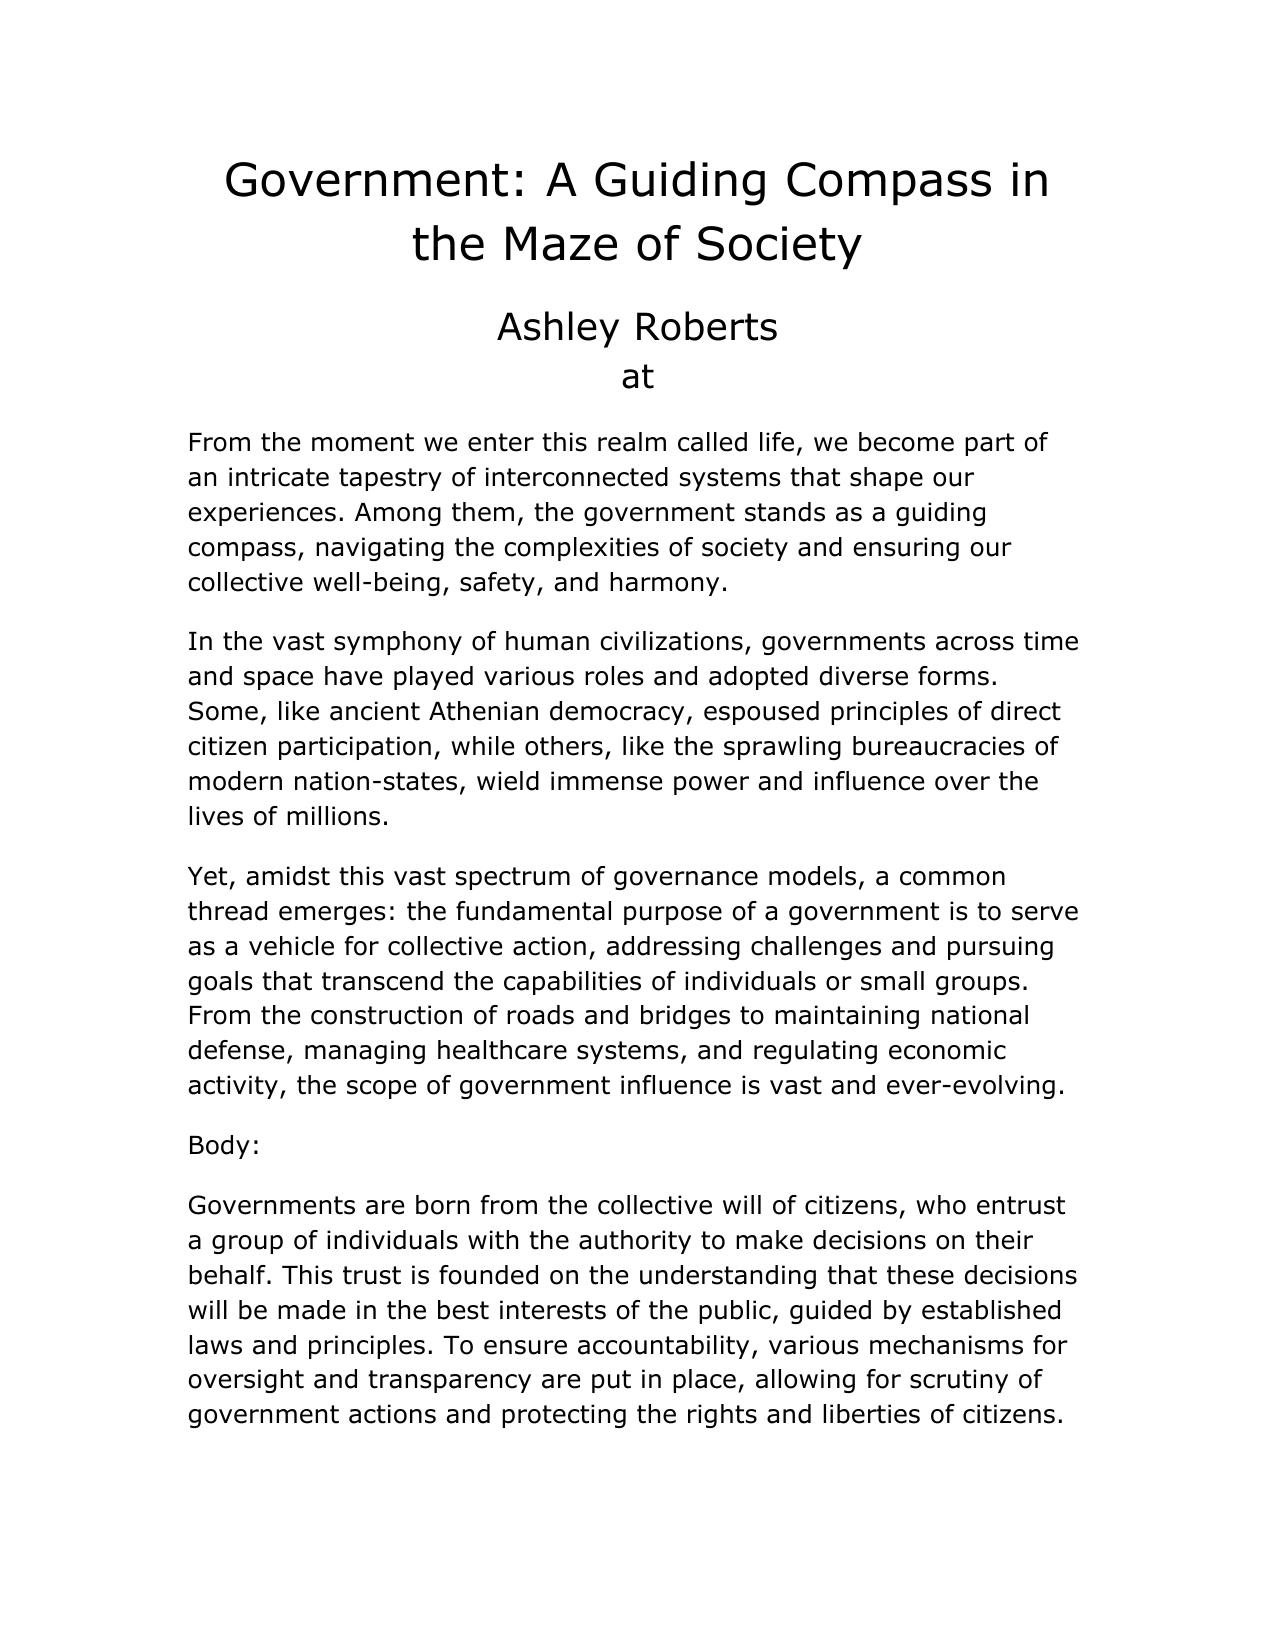 Government: A Guiding Compass in
the Maze of Society
Ashley Roberts
at
From the moment we enter this realm called life, we become part of
an intricate tapestry of interconnected systems that shape our
experiences. Among them, the government stands as a guiding
compass, navigating the complexities of society and ensuring our
collective well-being, safety, and harmony.
In the vast symphony of human civilizations, governments across time
and space have played various roles and adopted diverse forms.
Some, like ancient Athenian democracy, espoused principles of direct
citizen participation, while others, like the sprawling bureaucracies of
modern nation-states, wield immense power and influence over the
lives of millions.
Yet, amidst this vast spectrum of governance models, a common
thread emerges: the fundamental purpose of a government is to serve
as a vehicle for collective action, addressing challenges and pursuing
goals that transcend the capabilities of individuals or small groups.
From the construction of roads and bridges to maintaining national
defense, managing healthcare systems, and regulating economic
activity, the scope of government influence is vast and ever-evolving.
Body:
Governments are born from the collective will of citizens, who entrust
a group of individuals with the authority to make decisions on their
behalf. This trust is founded on the understanding that these decisions
will be made in the best interests of the public, guided by established
laws and principles. To ensure accountability, various mechanisms for
oversight and transparency are put in place, allowing for scrutiny of
government actions and protecting the rights and liberties of citizens.